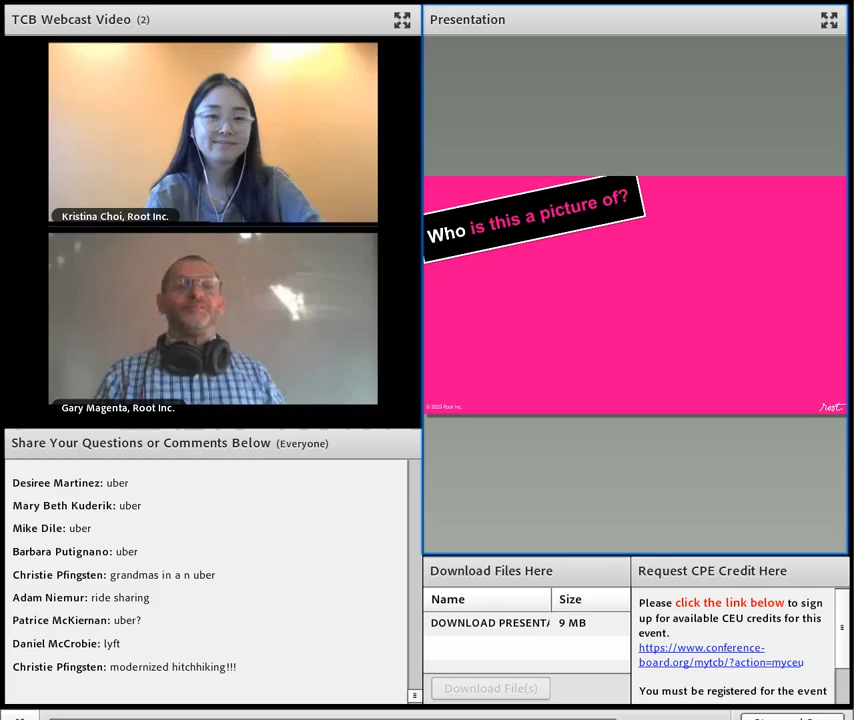 TCB Webcast Video (2)
Kristina Choi, Root Inc.
Gary Magenta, Root Inc.
Share Your Questions or Comments Below (Everyone)
Desiree Martinez: uber
Mary Beth Kuderik: uber
Mike Dile: uber
Barbara Putignano: uber
Christie Pfingsten: grandmas in a n uber
Adam Niemur: ride sharing
Patrice McKiernan: uber?
Daniel McCrobie: lyft
Christie Pfingsten: modernized hitchhiking!!!
Presentation
Who is this a picture of?
© 2020 Root Inc.
root
Download Files Here
Name Size
DOWNLOAD PRESENTA 9 MB
Download File(s)
Request CPE Credit Here
Please click the link below to sign
up for available CEU credits for this
event.
https://www.conference-
board.org/mytcb/?action=myceu
You must be registered for the event